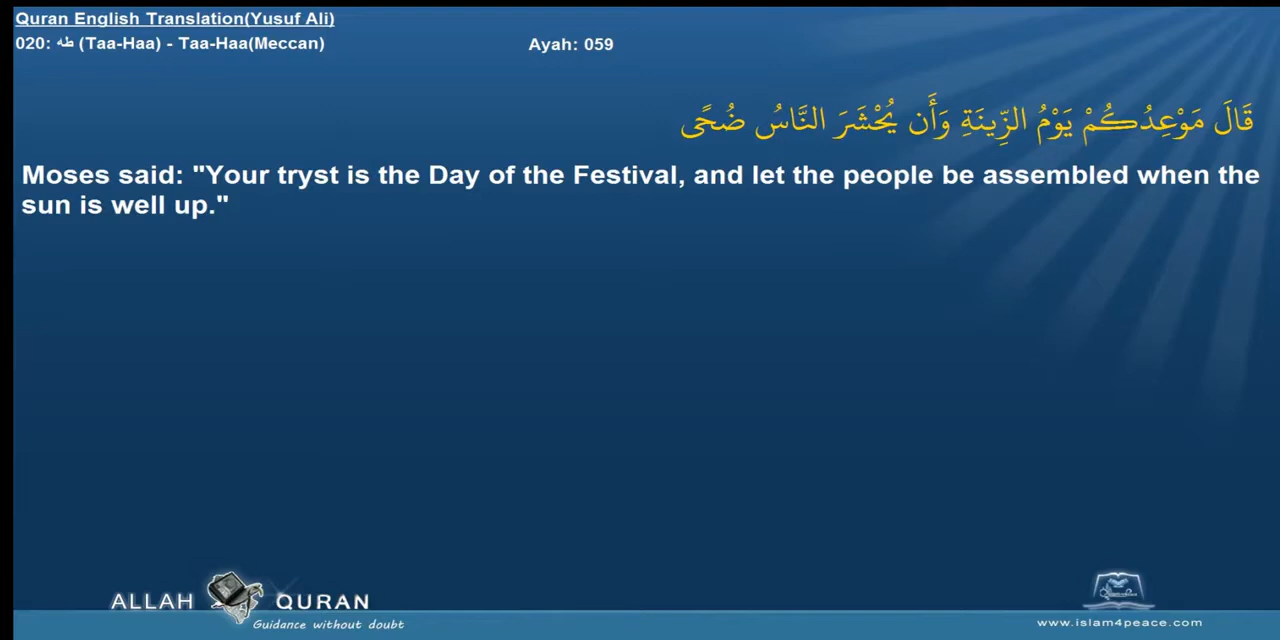 Quran English Translation(Yusuf Ali)
020: طه (Taa-Haa) - Taa-Haa(Meccan) Ayah: 059
قَالَ مَوْعِدُكُمْ يَوْمُ الزِّينَةِ وَأَن يُحْشَرَ النَّاسُ ضُحًى
Moses said: "Your tryst is the Day of the Festival, and let the people be assembled when the
sun is well up."
ALLAH QURAN
Guidance without doubt
www.islam4peace.com